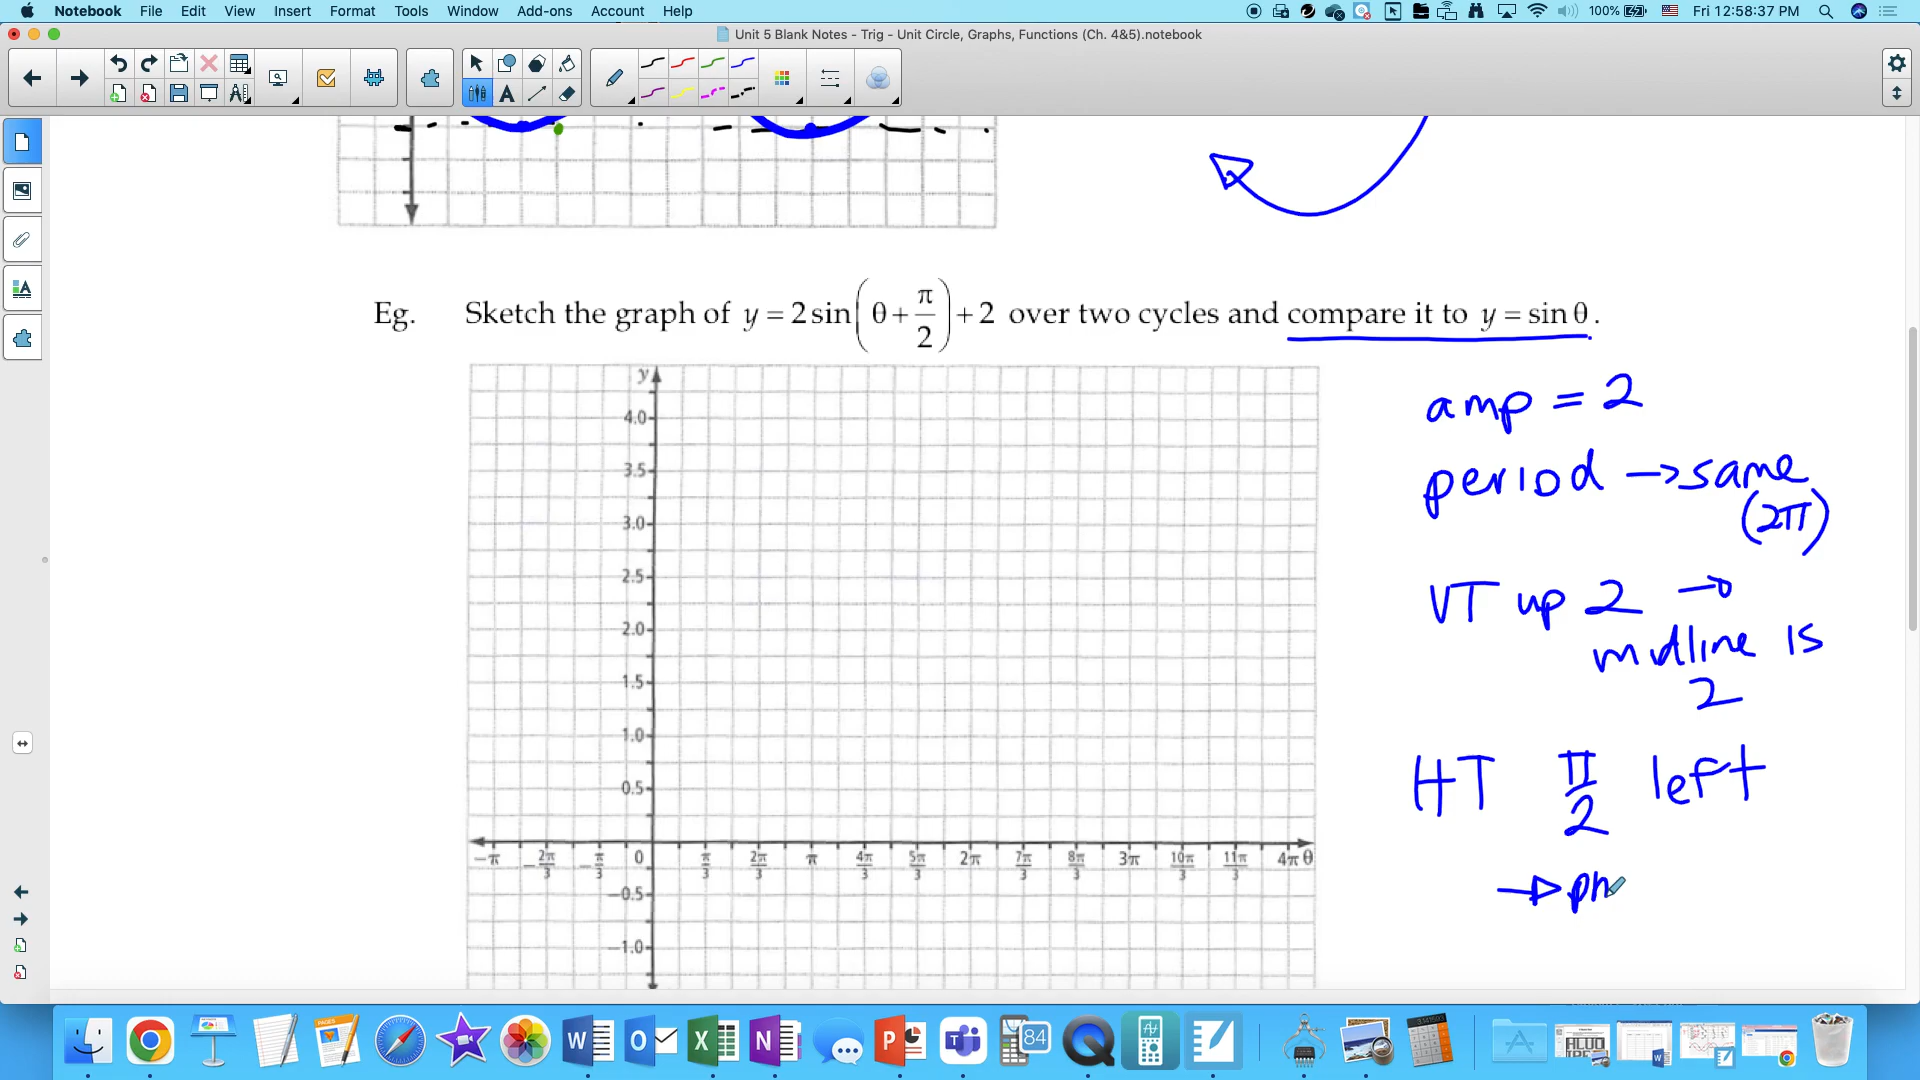 Notebook File Edit View Insert Format Tools Window Add-ons Account Help 100% Fri 12:58:37 PM
Unit 5 Blank Notes - Trig - Unit Circle, Graphs, Functions (Ch. 4&5).notebook
Eg. Sketch the graph of y = 2 sin(θ + π/2) + 2 over two cycles and compare it to y = sin θ.
y
4.0
3.5
3.0
2.5
2.0
1.5
1.0
0.5
-π -2π/3 -π/3 0 π/3 2π/3 π 4π/3 5π/3 2π 7π/3 8π/3 3π 10π/3 11π/3 4π θ
-0.5
-1.0
amp = 2
period → same
(2π)
VT up 2 →
midline is
2
HT π/2 left
→ ph
W O X N P 84